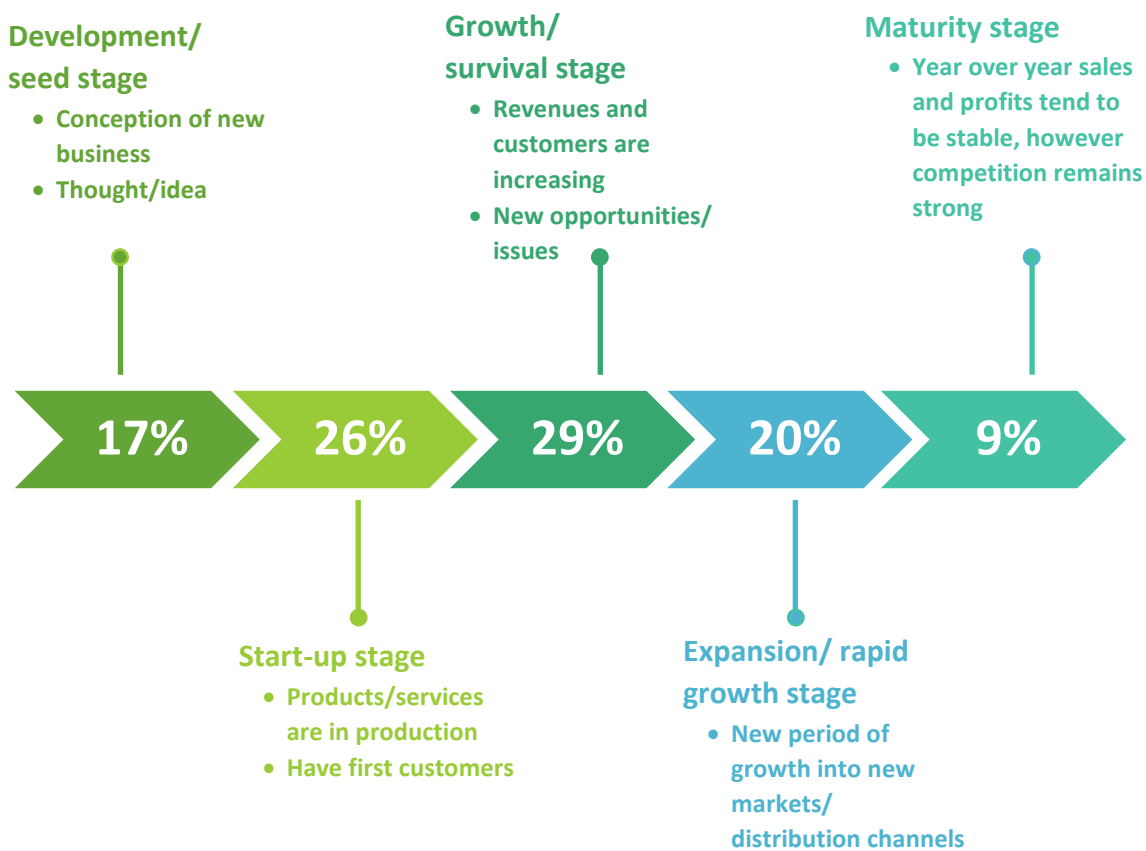 Development/
seed stage
• Conception of new
business
• Thought/idea
Growth/
survival stage
• Revenues and
customers are
increasing
• New opportunities/
issues
Maturity stage
• Year over year sales
and profits tend to
be stable, however
competition remains
strong
17%
26%
29%
20%
9%
Start-up stage
• Products/services
are in production
• Have first customers
Expansion/ rapid
growth stage
• New period of
growth into new
markets/
distribution channels